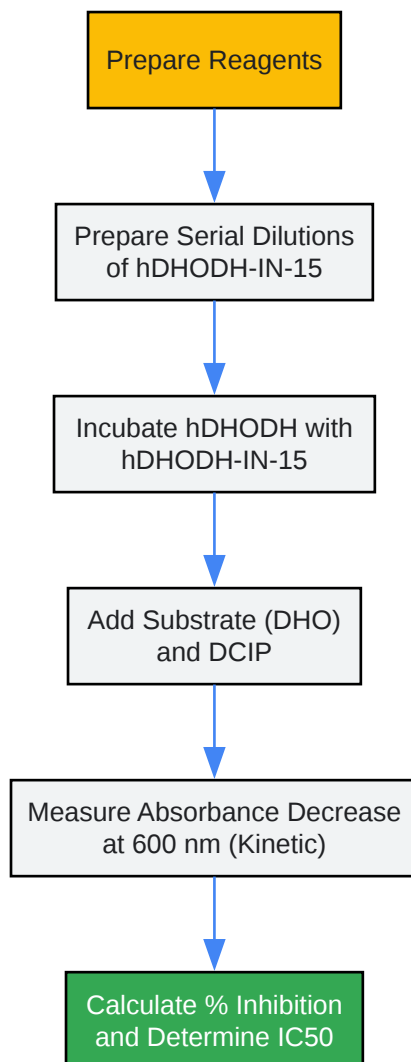 Prepare Reagents
Prepare Serial Dilutions
of hDHODH-IN-15
Incubate hDHODH with
hDHODH-IN-15
Add Substrate (DHO)
and DCIP
Measure Absorbance Decrease
at 600 nm (Kinetic)
Calculate % Inhibition
and Determine IC50